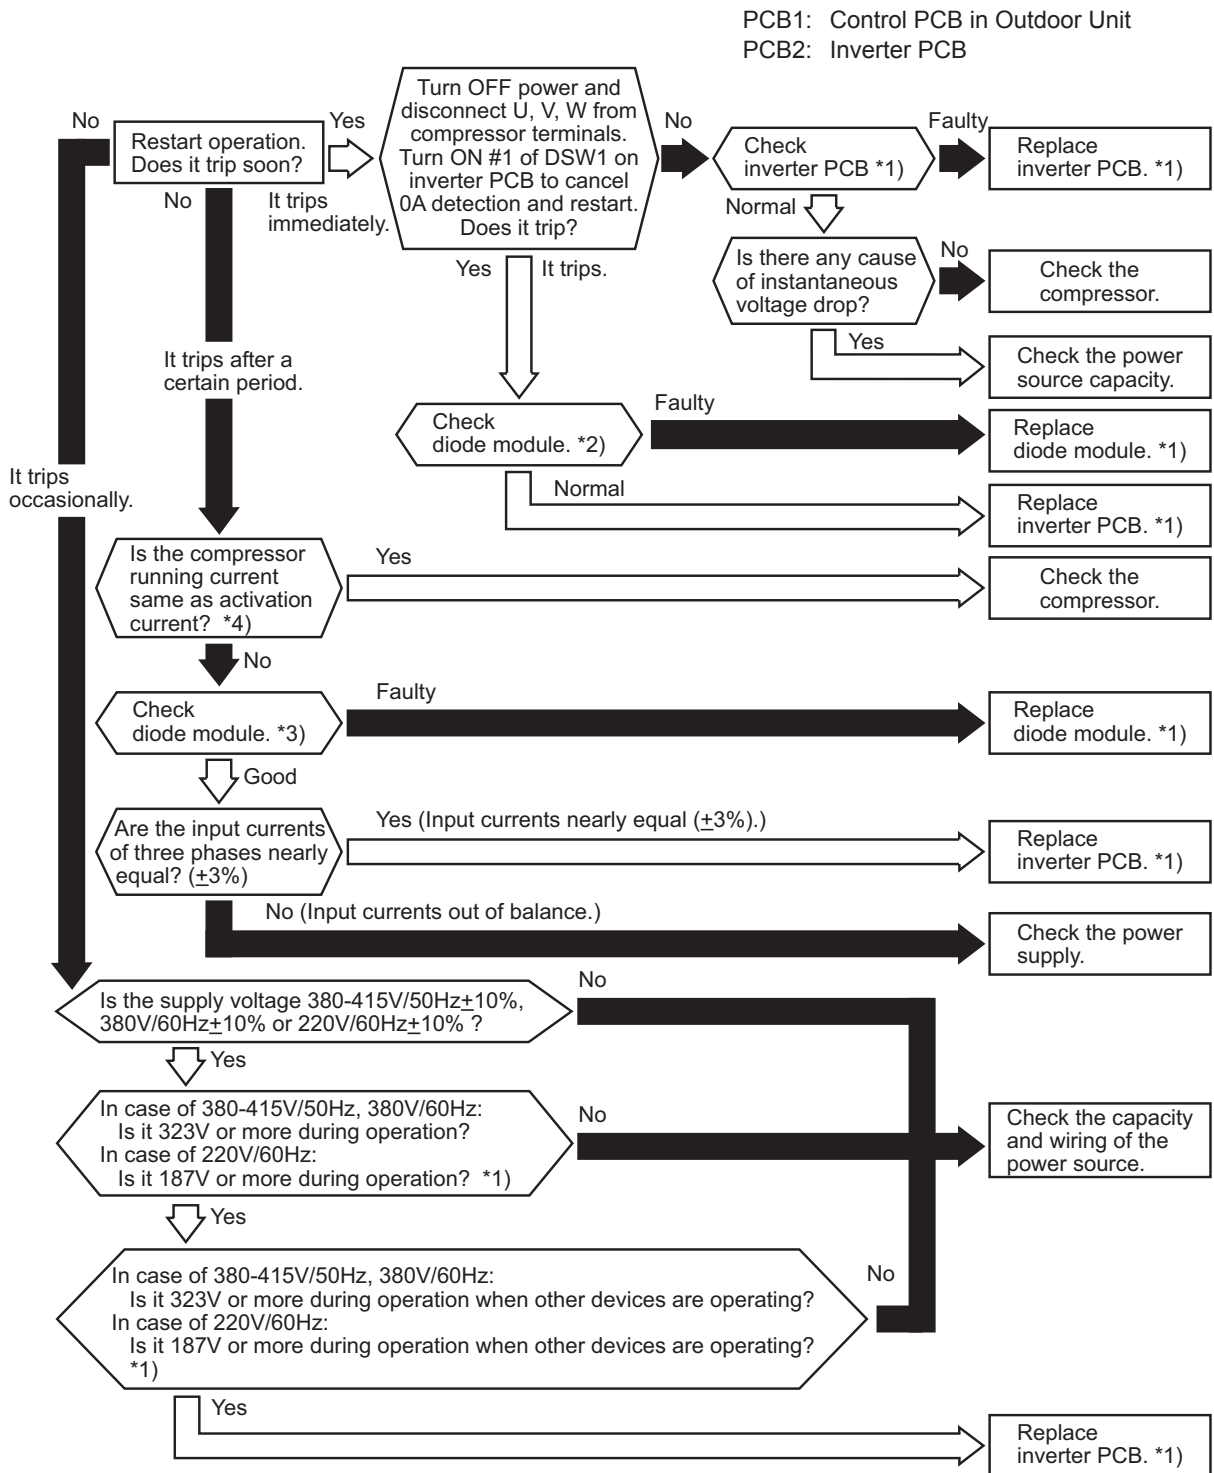 PCB1: Control PCB in Outdoor Unit
PCB2: Inverter PCB
No
Restart operation.
Does it trip soon?
Yes
No
It trips
immediately.
Turn OFF power and
disconnect U, V, W from
compressor terminals.
Turn ON #1 of DSW1 on
inverter PCB to cancel
0A detection and restart.
Does it trip?
No
Check
inverter PCB *1)
Faulty
Replace
inverter PCB. *1)
Normal
Is there any cause
of instantaneous
voltage drop?
No
Check the
compressor.
Yes
Check the power
source capacity.
Yes
It trips.
Check
diode module. *2)
Faulty
Replace
diode module. *1)
Normal
Replace
inverter PCB. *1)
It trips after a
certain period.
It trips
occasionally.
Is the compressor
running current
same as activation
current? *4)
Yes
Check the
compressor.
No
Check
diode module. *3)
Faulty
Replace
diode module. *1)
Good
Are the input currents
of three phases nearly
equal? (±3%)
Yes (Input currents nearly equal (±3%).)
Replace
inverter PCB. *1)
No (Input currents out of balance.)
Check the power
supply.
Is the supply voltage 380-415V/50Hz±10%,
380V/60Hz±10% or 220V/60Hz±10% ?
No
Yes
In case of 380-415V/50Hz, 380V/60Hz:
Is it 323V or more during operation?
In case of 220V/60Hz:
Is it 187V or more during operation? *1)
No
Check the capacity
and wiring of the
power source.
Yes
In case of 380-415V/50Hz, 380V/60Hz:
Is it 323V or more during operation when other devices are operating?
In case of 220V/60Hz:
Is it 187V or more during operation when other devices are operating?
*1)
No
Yes
Replace
inverter PCB. *1)